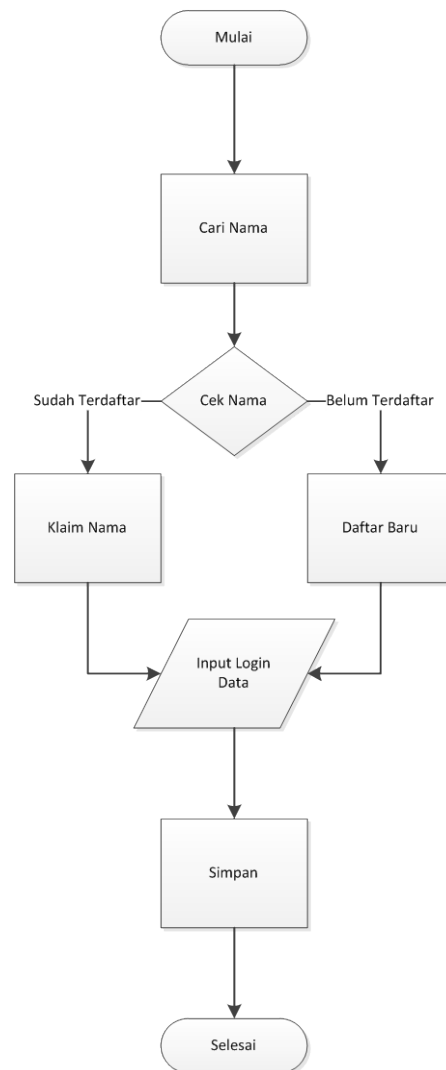 Mulai
Cari Nama
Sudah Terdaftar
Cek Nama
Belum Terdaftar
Klaim Nama
Daftar Baru
Input Login
Data
Simpan
Selesai